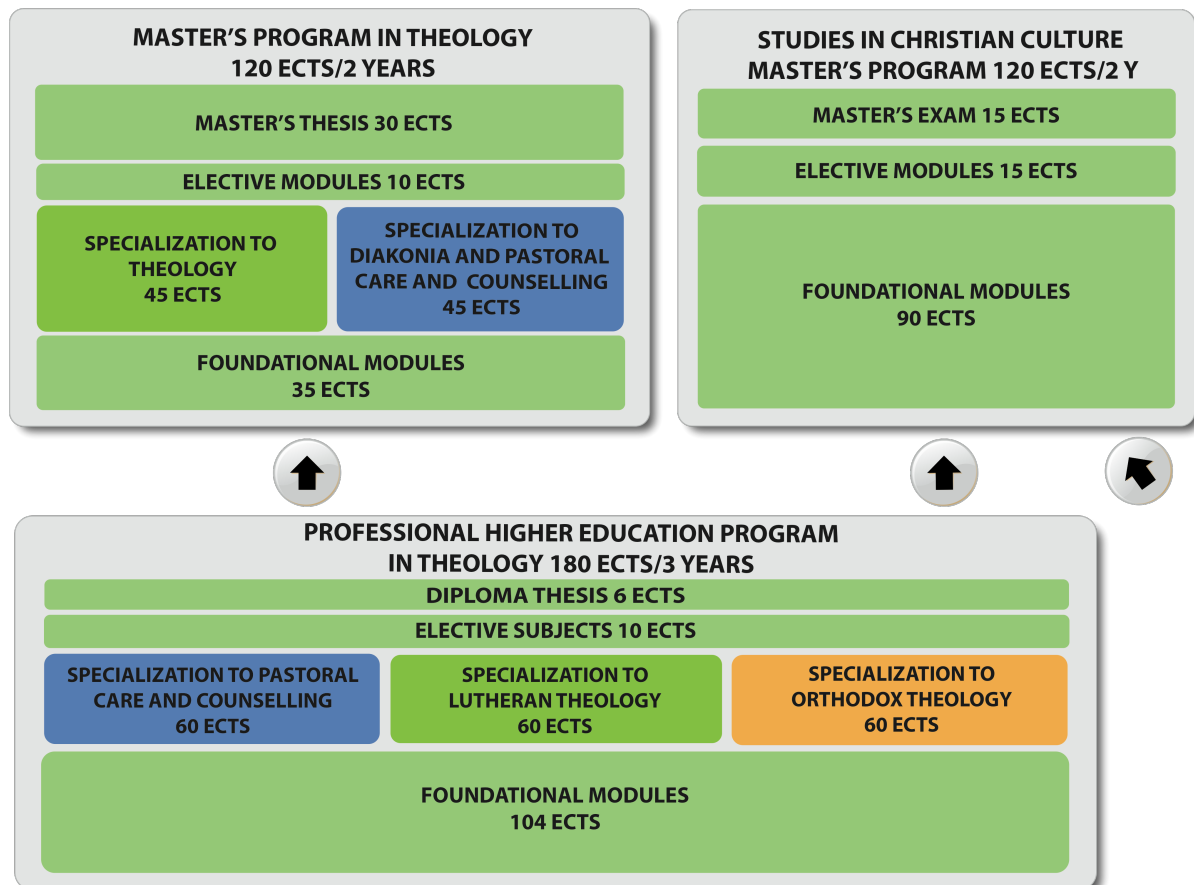 MASTER'S PROGRAM IN THEOLOGY
120 ECTS/2 YEARS
MASTER'S THESIS 30 ECTS
ELECTIVE MODULES 10 ECTS
SPECIALIZATION TO
THEOLOGY
45 ECTS
SPECIALIZATION TO
DIAKONIA AND PASTORAL
CARE AND COUNSELLING
45 ECTS
FOUNDATIONAL MODULES
35 ECTS
STUDIES IN CHRISTIAN CULTURE
MASTER'S PROGRAM 120 ECTS/2 Y
MASTER'S EXAM 15 ECTS
ELECTIVE MODULES 15 ECTS
FOUNDATIONAL MODULES
90 ECTS
PROFESSIONAL HIGHER EDUCATION PROGRAM
IN THEOLOGY 180 ECTS/3 YEARS
DIPLOMA THESIS 6 ECTS
ELECTIVE SUBJECTS 10 ECTS
SPECIALIZATION TO PASTORAL
CARE AND COUNSELLING
60 ECTS
SPECIALIZATION TO
LUTHERAN THEOLOGY
60 ECTS
SPECIALIZATION TO
ORTHODOX THEOLOGY
60 ECTS
FOUNDATIONAL MODULES
104 ECTS